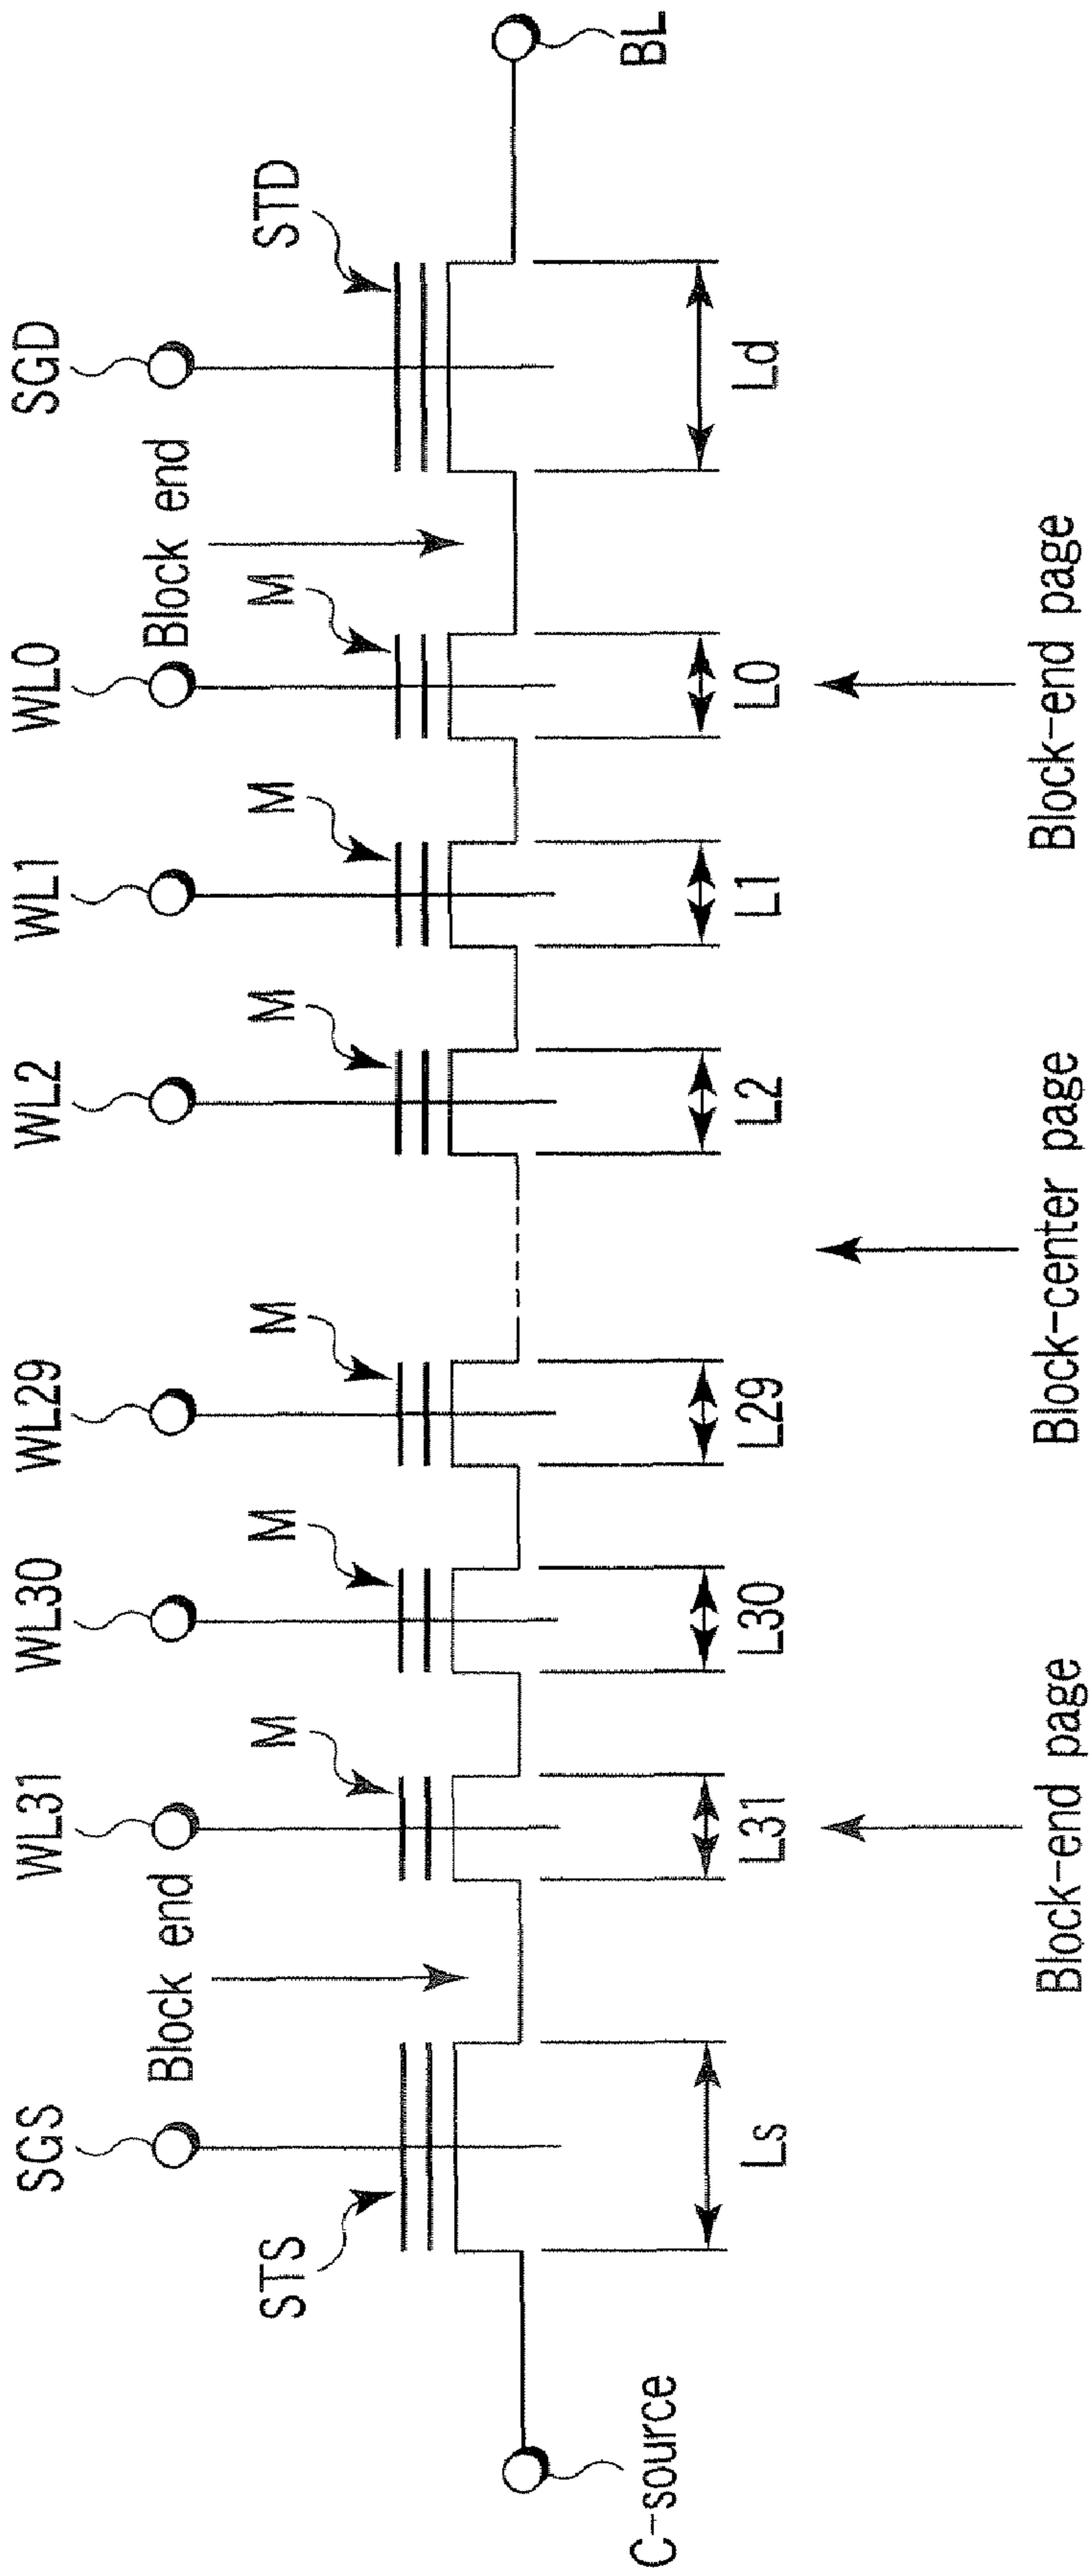 SGS
WL31
WL30
WL29
WL2
WL1
WL0
SGD
Block end
Block end
STS
M
M
M
M
M
M
STD
C-source
BL
Ls
L31
L30
L29
L2
L1
L0
Ld
Block-end page
Block-center page
Block-end page